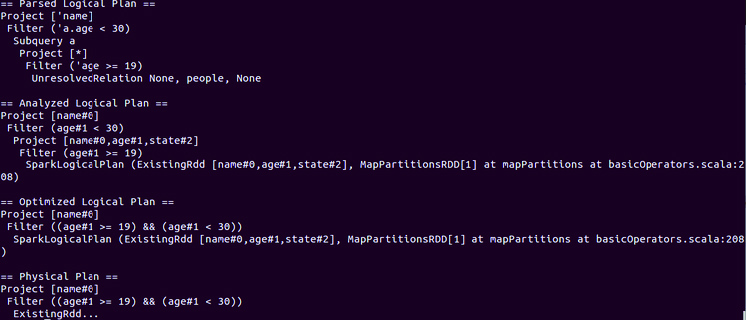 == Parsed Logical Plan ==
Project ['name]
 Filter ('a.age < 30)
  Subquery a
   Project [*]
    Filter ('age >= 19)
     UnresolvedRelation None, people, None

== Analyzed Logical Plan ==
Project [name#0]
 Filter (age#1 < 30)
  Project [name#0,age#1,state#2]
   Filter (age#1 >= 19)
    SparkLogicalPlan (ExistingRdd [name#0,age#1,state#2], MapPartitionsRDD[1] at mapPartitions at basicOperators.scala:2
08)

== Optimized Logical Plan ==
Project [name#0]
 Filter ((age#1 >= 19) && (age#1 < 30))
  SparkLogicalPlan (ExistingRdd [name#0,age#1,state#2], MapPartitionsRDD[1] at mapPartitions at basicOperators.scala:208
)

== Physical Plan ==
Project [name#0]
 Filter ((age#1 >= 19) && (age#1 < 30))
  ExistingRdd...